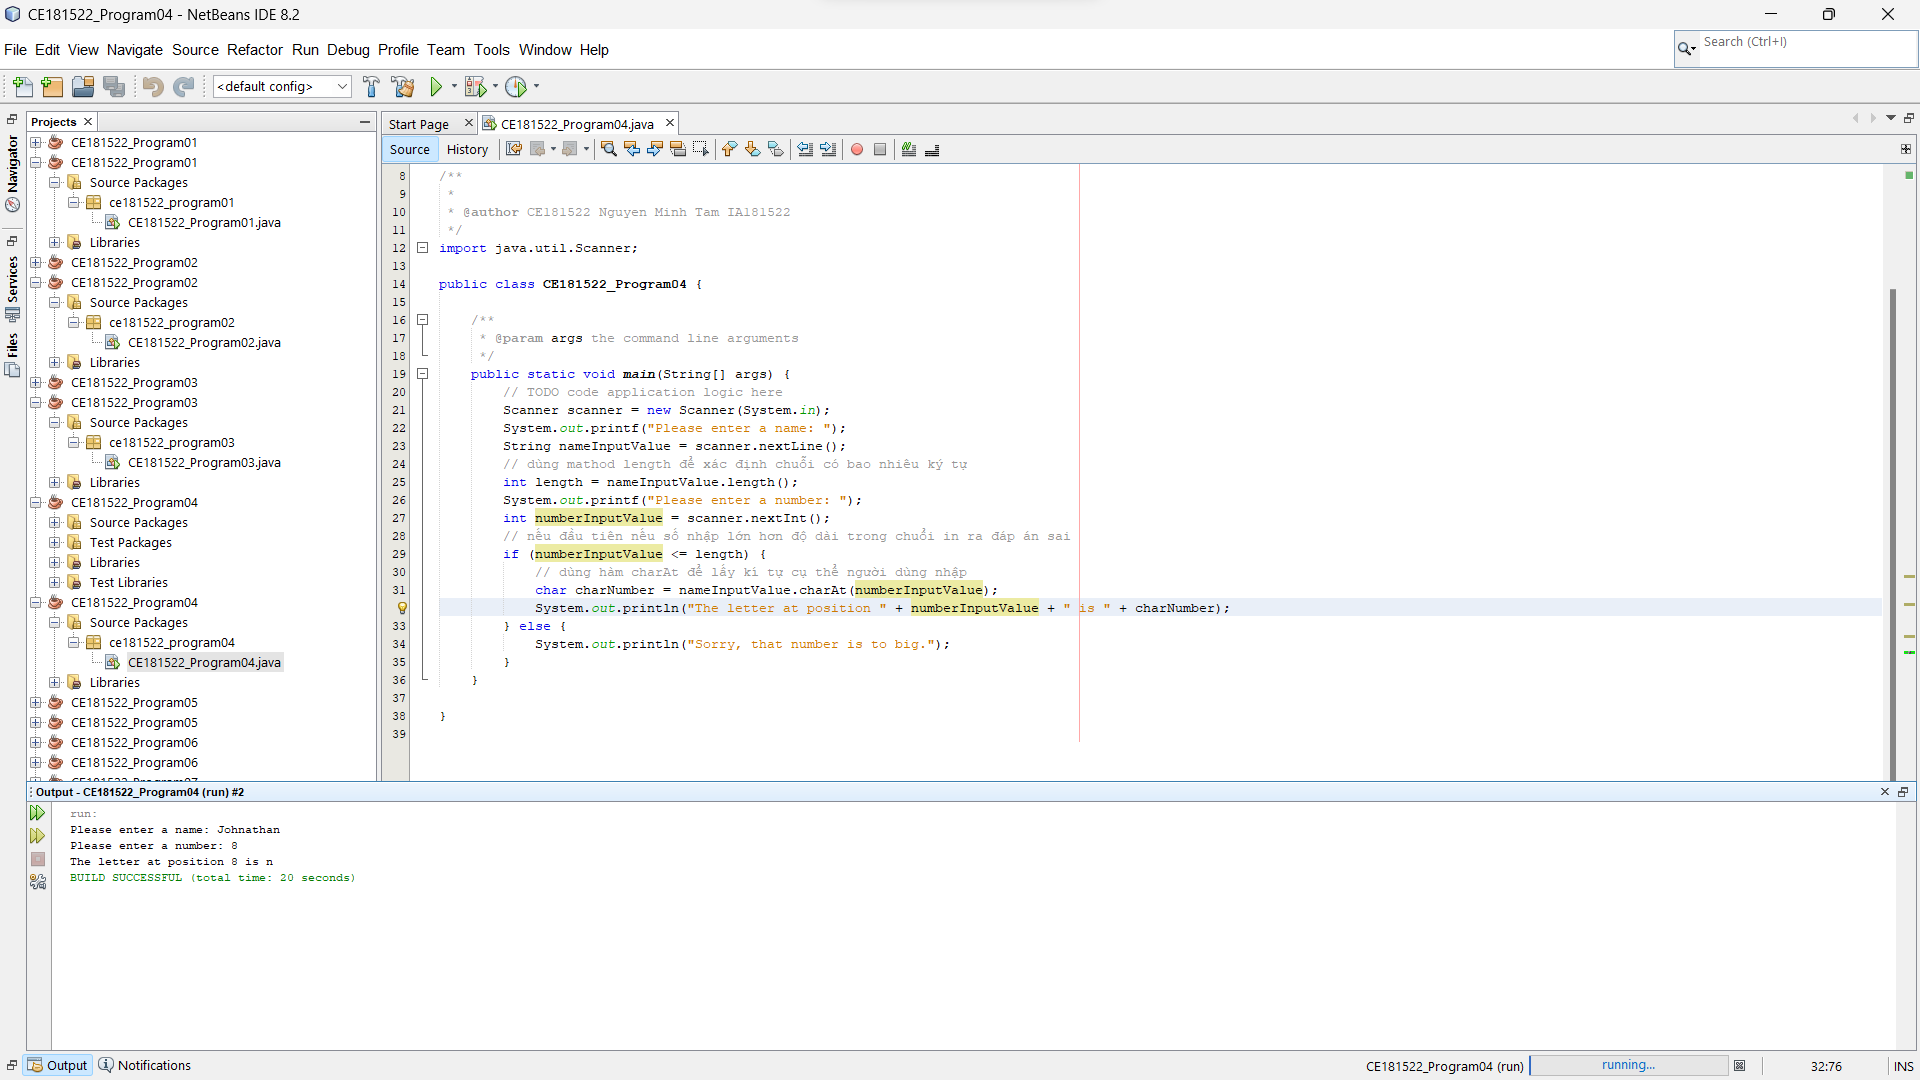 CE181522_Program04 - NetBeans IDE 8.2
File Edit View Navigate Source Refactor Run Debug Profile Team Tools Window Help
Search (Ctrl+I)
<default config>
Navigator
Services
Files
Projects
CE181522_Program01
CE181522_Program01
Source Packages
ce181522_program01
CE181522_Program01.java
Libraries
CE181522_Program02
CE181522_Program02
Source Packages
ce181522_program02
CE181522_Program02.java
Libraries
CE181522_Program03
CE181522_Program03
Source Packages
ce181522_program03
CE181522_Program03.java
Libraries
CE181522_Program04
Source Packages
Test Packages
Libraries
Test Libraries
CE181522_Program04
Source Packages
ce181522_program04
CE181522_Program04.java
Libraries
CE181522_Program05
CE181522_Program05
CE181522_Program06
CE181522_Program06
Start Page CE181522_Program04.java
Source History
8 /**
9 *
10 * @author CE181522 Nguyen Minh Tam IA181522
11 */
12 import java.util.Scanner;
13
14 public class CE181522_Program04 {
15
16 /**
17 * @param args the command line arguments
18 */
19 public static void main(String[] args) {
20 // TODO code application logic here
21 Scanner scanner = new Scanner(System.in);
22 System.out.printf("Please enter a name: ");
23 String nameInputValue = scanner.nextLine();
24 // dùng mathod length để xác định chuỗi có bao nhiêu ký tự
25 int length = nameInputValue.length();
26 System.out.printf("Please enter a number: ");
27 int numberInputValue = scanner.nextInt();
28 // nếu đầu tiên nếu số nhập lớn hơn độ dài trong chuổi in ra đáp án sai
29 if (numberInputValue <= length) {
30 // dùng hàm charAt để lấy kí tự cụ thể người dùng nhập
31 char charNumber = nameInputValue.charAt(numberInputValue);
System.out.println("The letter at position " + numberInputValue + " is " + charNumber);
33 } else {
34 System.out.println("Sorry, that number is to big.");
35 }
36 }
37
38 }
39
Output - CE181522_Program04 (run) #2
run:
Please enter a name: Johnathan
Please enter a number: 8
The letter at position 8 is n
BUILD SUCCESSFUL (total time: 20 seconds)
Output Notifications
CE181522_Program04 (run) running... 32:76 INS